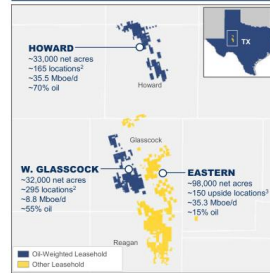 TX
HOWARD
~33,000 net acres
~165 locations²
~35.5 Mboe/d
~70% oil
Howard
Glasscock
W. GLASSCOCK
~32,000 net acres
~295 locations²
~8.8 Mboe/d
~55% oil
EASTERN
~98,000 net acres
~150 upside locations³
~35.3 Mboe/d
~15% oil
Reagan
Oil-Weighted Leasehold
Other Leasehold